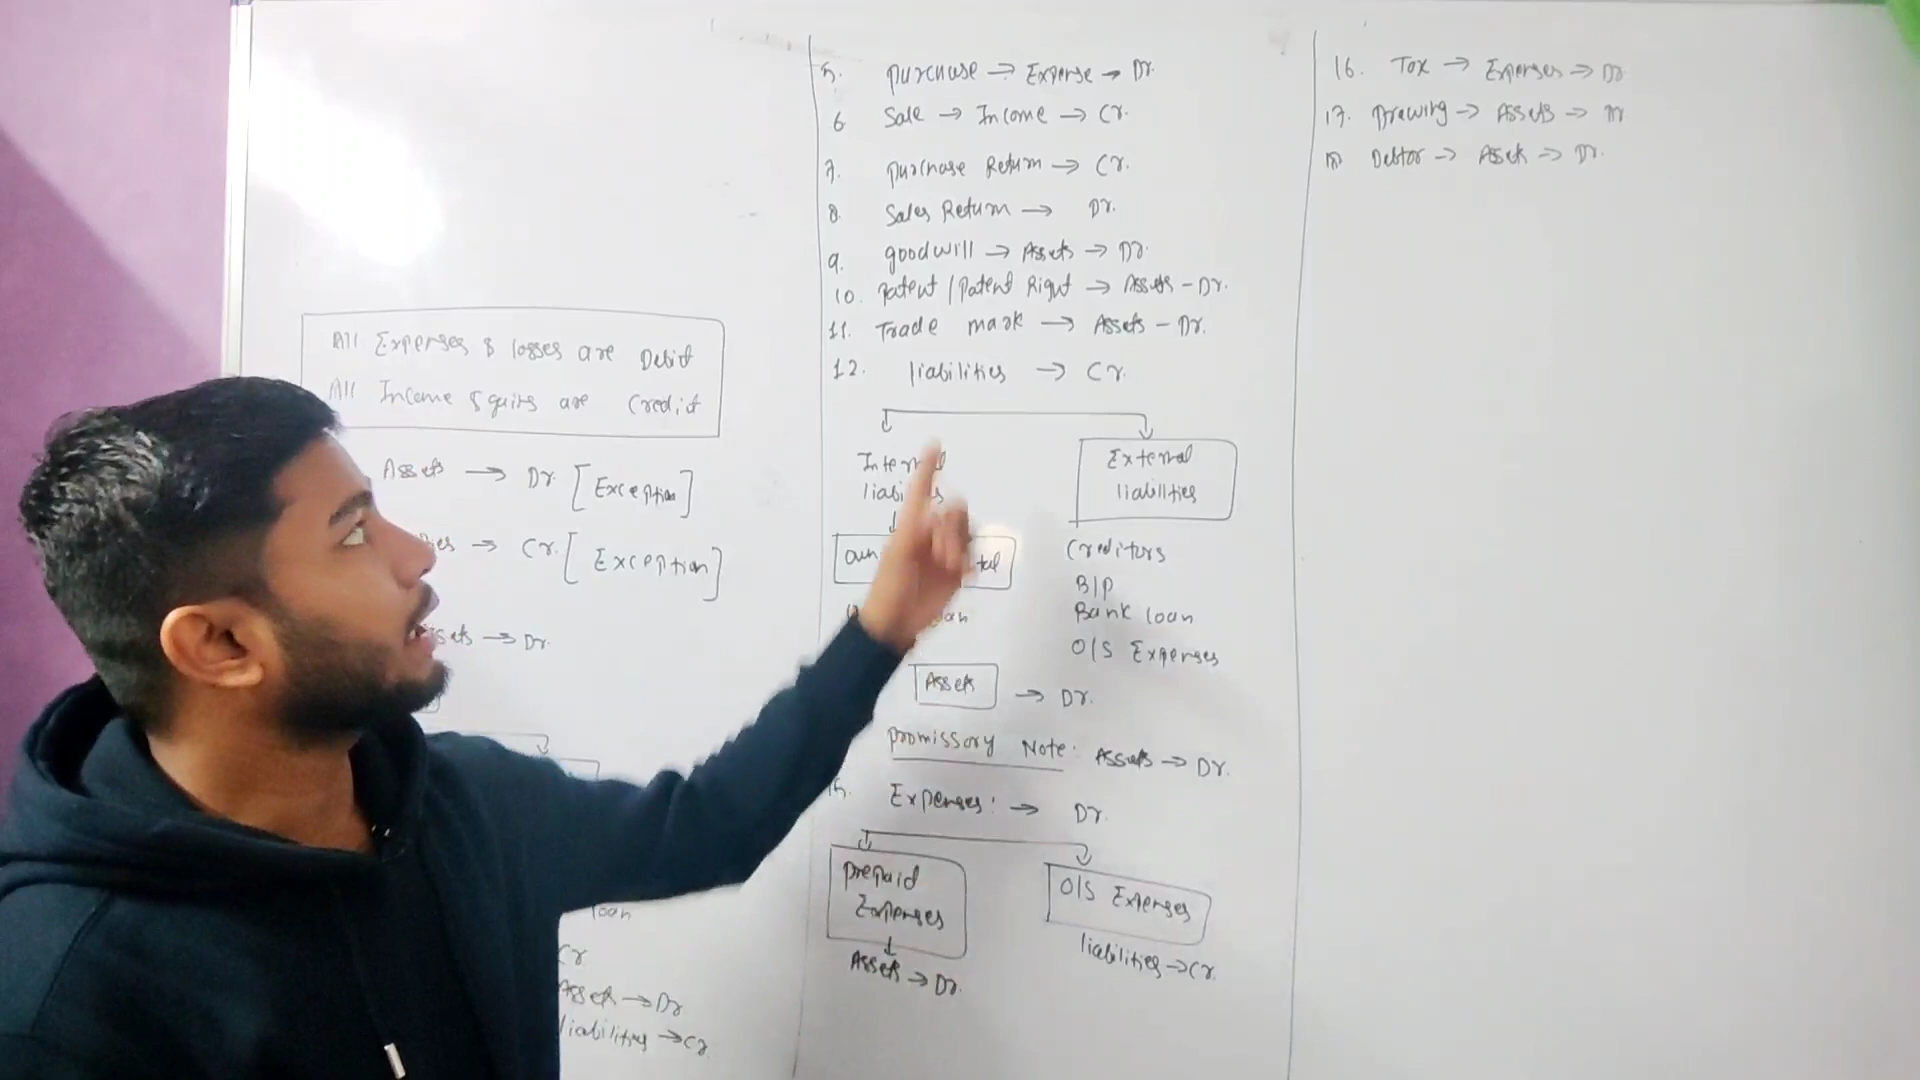 All Expenses & losses are Debit
All Income & gains are Credit
Assets → Dr. [Exception]
→ Cr. [Exception]
→ Dr.
loan
Cr
Assets → Dr
liabilities → Cr.
5. purchase → Expense → Dr.
6 Sale → Income → Cr.
7. purchase Return → Cr.
8. Sales Return → Dr.
9. goodwill → Assets → Dr.
10. Patent / Patent Right → Assets - Dr.
11. Trade mark → Assets - Dr.
12. liabilities → Cr.
Internal
External
liabilities
Creditors
B/P
Bank loan
O/S Expenses
Assets → Dr.
promissory Note: Assets → Dr.
15. Expenses: → Dr.
prepaid
Expenses
Assets → Dr.
O/S Expenses
liabilities → Cr.
16. Tax → Expenses → Dr
17. Drawing → Assets → Dr
18 Debtor → Assets → Dr.